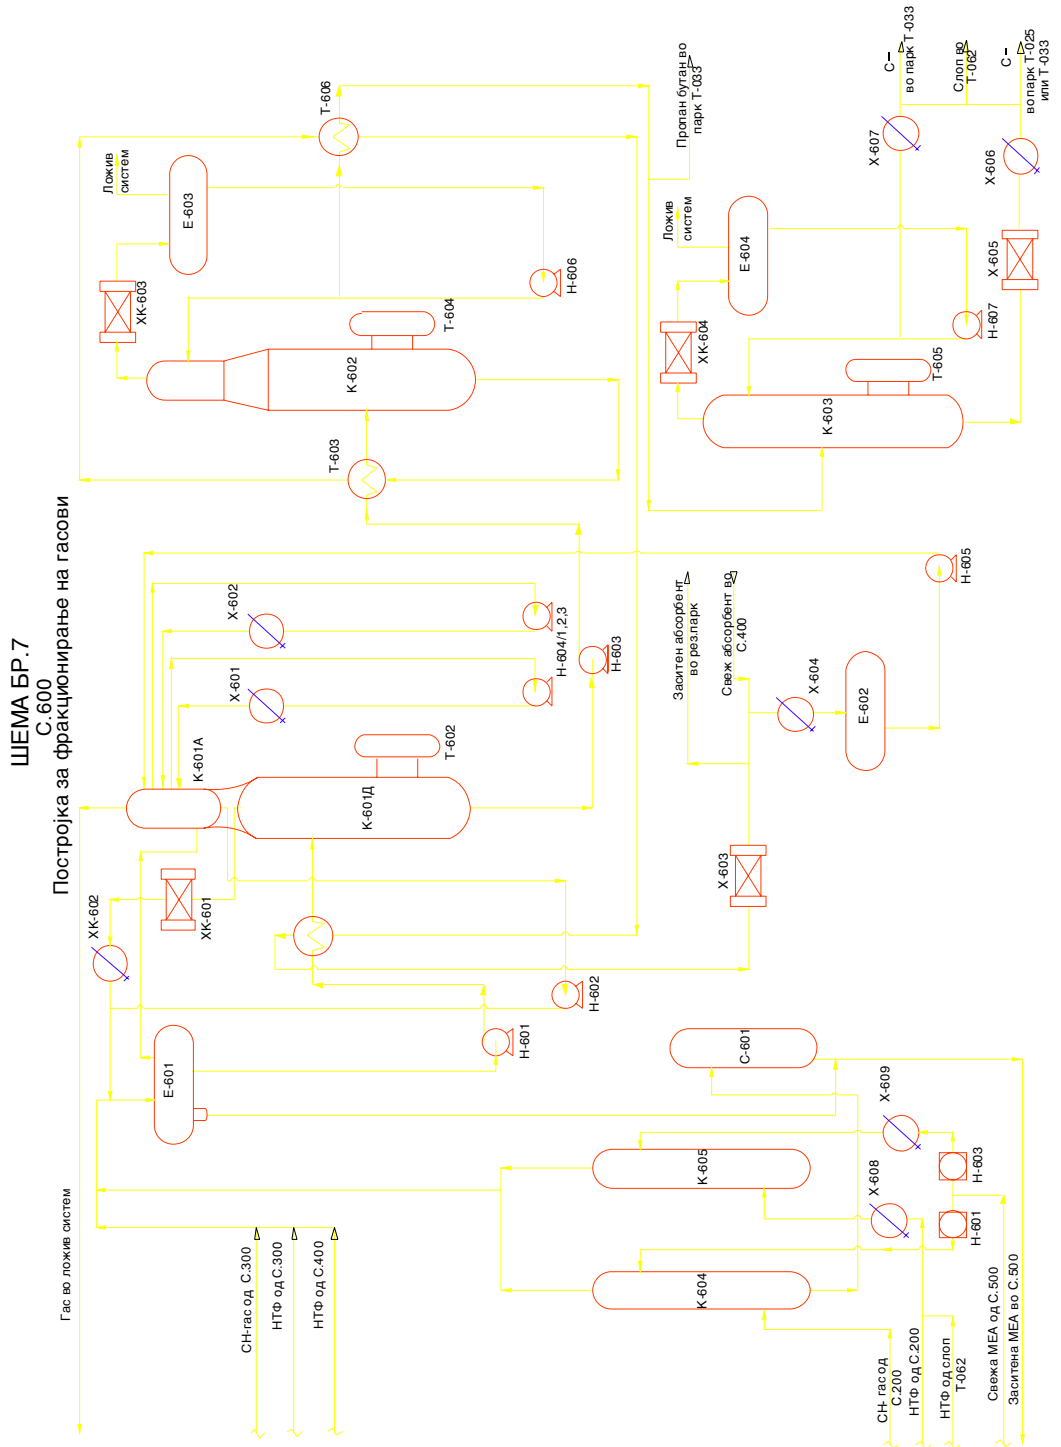 ШЕМА БР.7
С.600
Постројка за фракционирање на гасови
Гас во ложив систем
СН-гас од С.300
НТФ од С.300
НТФ од С.400
ХК-602
ХК-601
Е-601
К-601А
К-601Д
Т-602
Х-601
Х-602
Н-604/1,2,3
Н-603
Н-602
Н-601
Ложив
систем
Е-603
ХК-603
К-602
Т-604
Т-603
Н-606
Т-606
Пропан бутан во
парк Т-033
Ложив
систем
Е-604
ХК-604
К-603
Т-605
Н-607
Х-607
Х-606
Х-605
С–
во парк Т-033
Слоп во
Т-062
С–
во парк Т-025
или Т-033
Заситен абсорбент
во рез.парк
Свеж абсорбент во
С.400
Х-604
Е-602
Н-605
Х-603
С-601
Х-609
К-605
Х-608
Н-603
Н-601
К-604
СН- гас од
С.200
НТФ од С.200
НТФ од слоп
Т-062
Свежа МЕА од С.500
Заситена МЕА во С.500